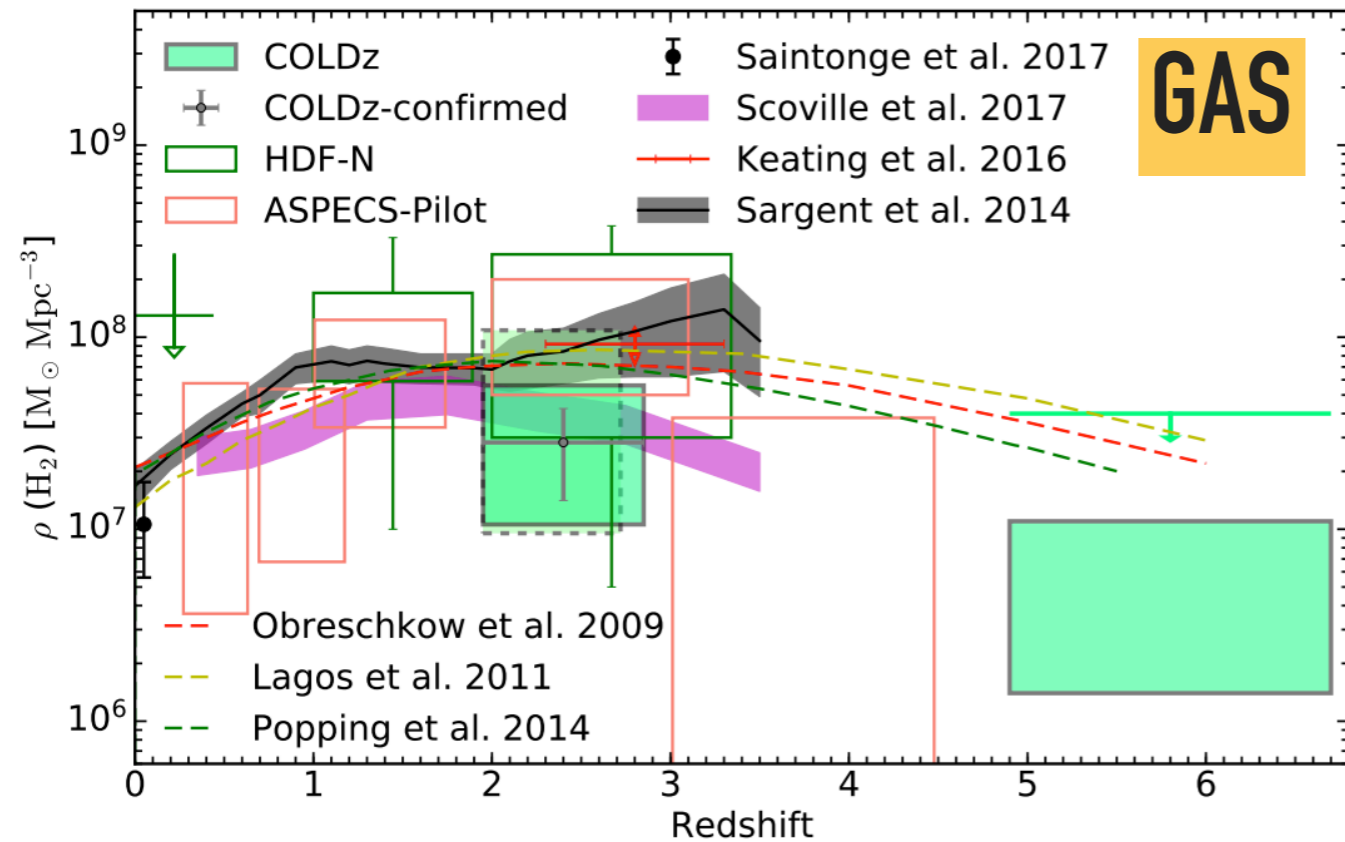 COLDz
COLDz-confirmed
HDF-N
ASPECS-Pilot
Saintonge et al. 2017
Scoville et al. 2017
Keating et al. 2016
Sargent et al. 2014
GAS
10⁹
10⁸
10⁷
10⁶
ρ (H₂) [M⊙ Mpc⁻³]
Obreschkow et al. 2009
Lagos et al. 2011
Popping et al. 2014
0 1 2 3 4 5 6
Redshift